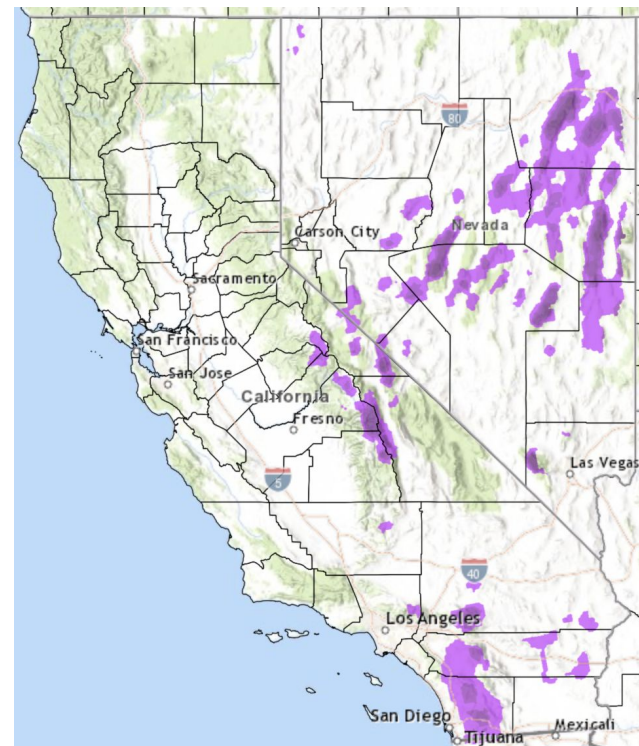 80
Carson City
Nevada
Sacramento
San Francisco
San Jose
California
Fresno
5
Las Vegas
40
Los Angeles
San Diego
Mexicali
Tijuana